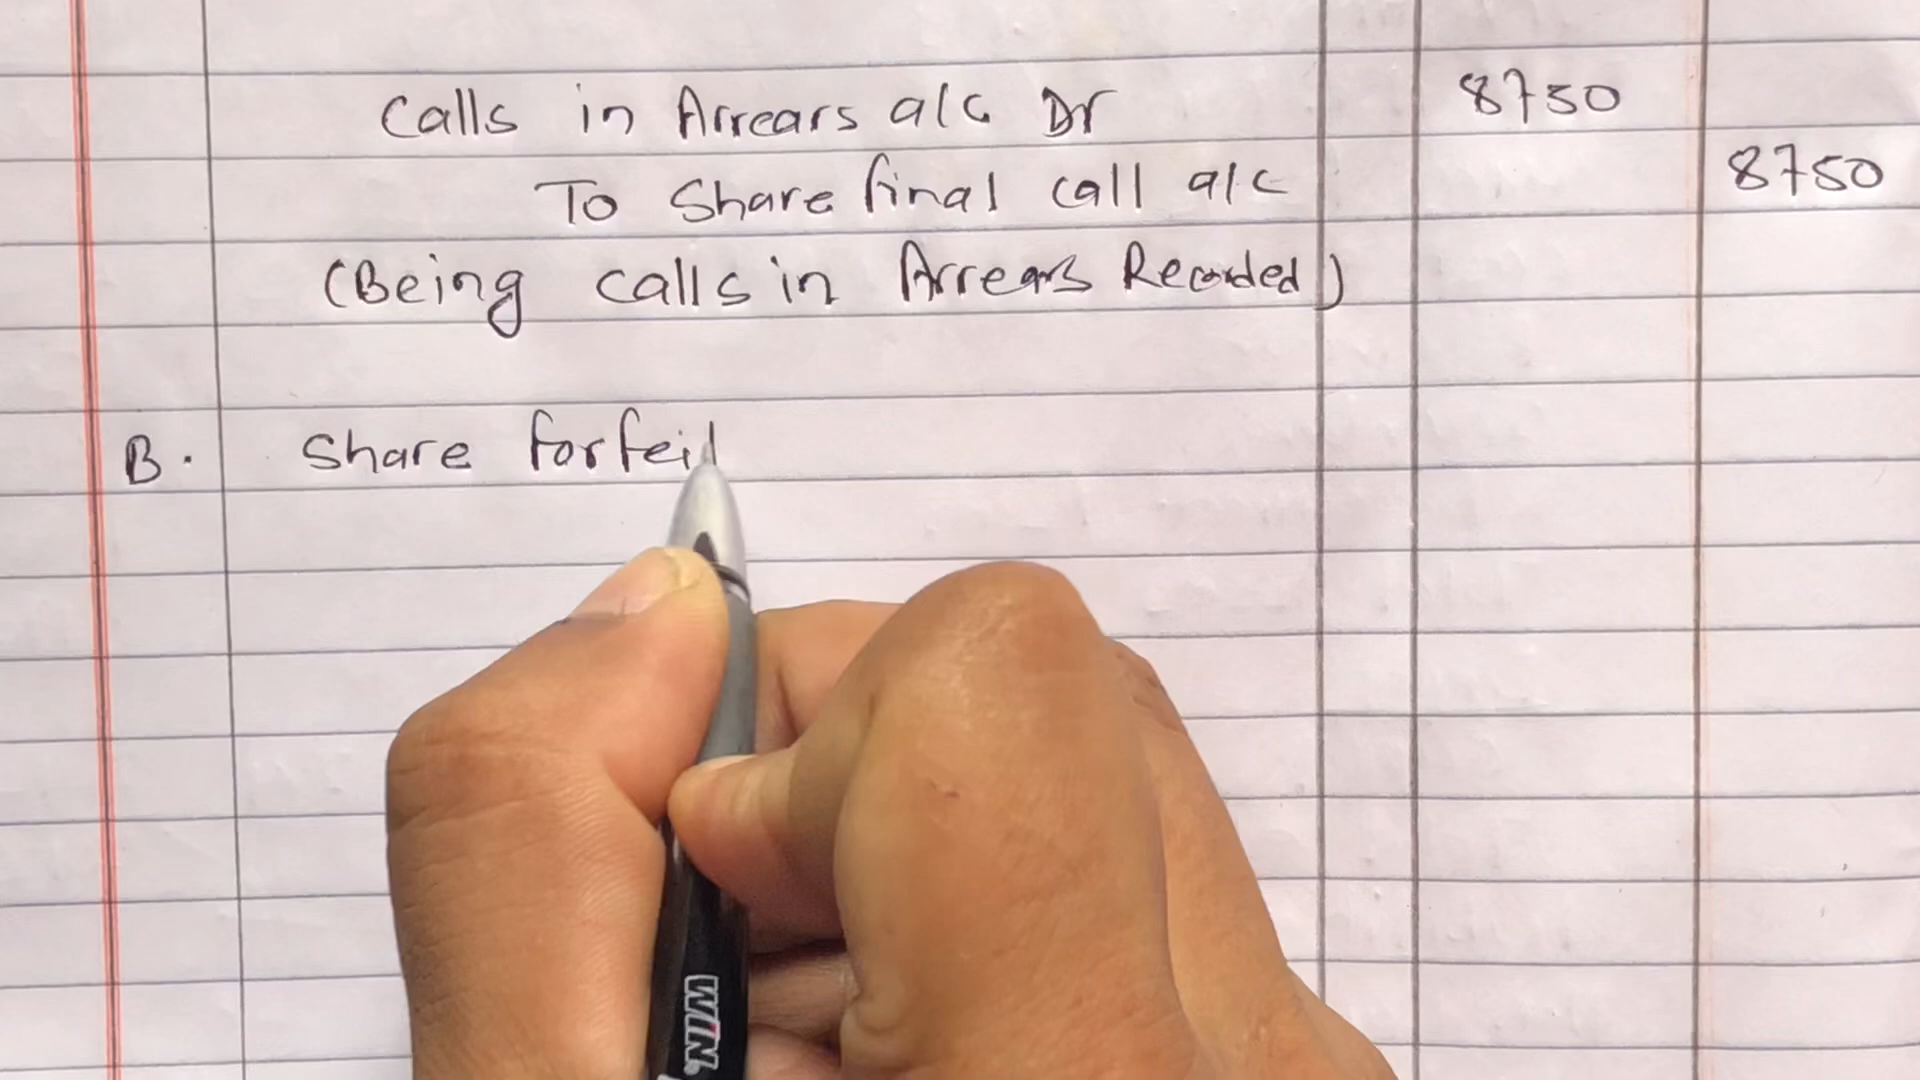 Calls in Arrears a/c Dr 8750
To Share final call a/c 8750
(Being calls in Arrears Recorded)
B. Share forfeit
WIN.